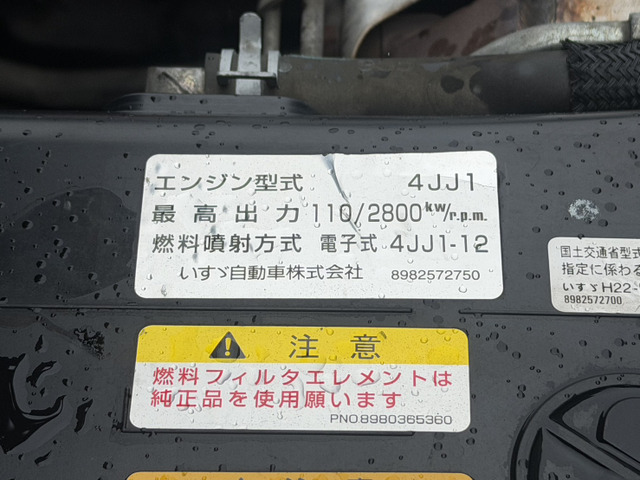 エンジン型式 4JJ1
最高出力 110/2800kW/r.p.m.
燃料噴射方式 電子式 4JJ1-12
いすゞ自動車株式会社 8982572750
国土交通省型式
指定に係わる
いすゞH22-
8982572700
注意
燃料フィルタエレメントは
純正品を使用願います
PNO.8980365360